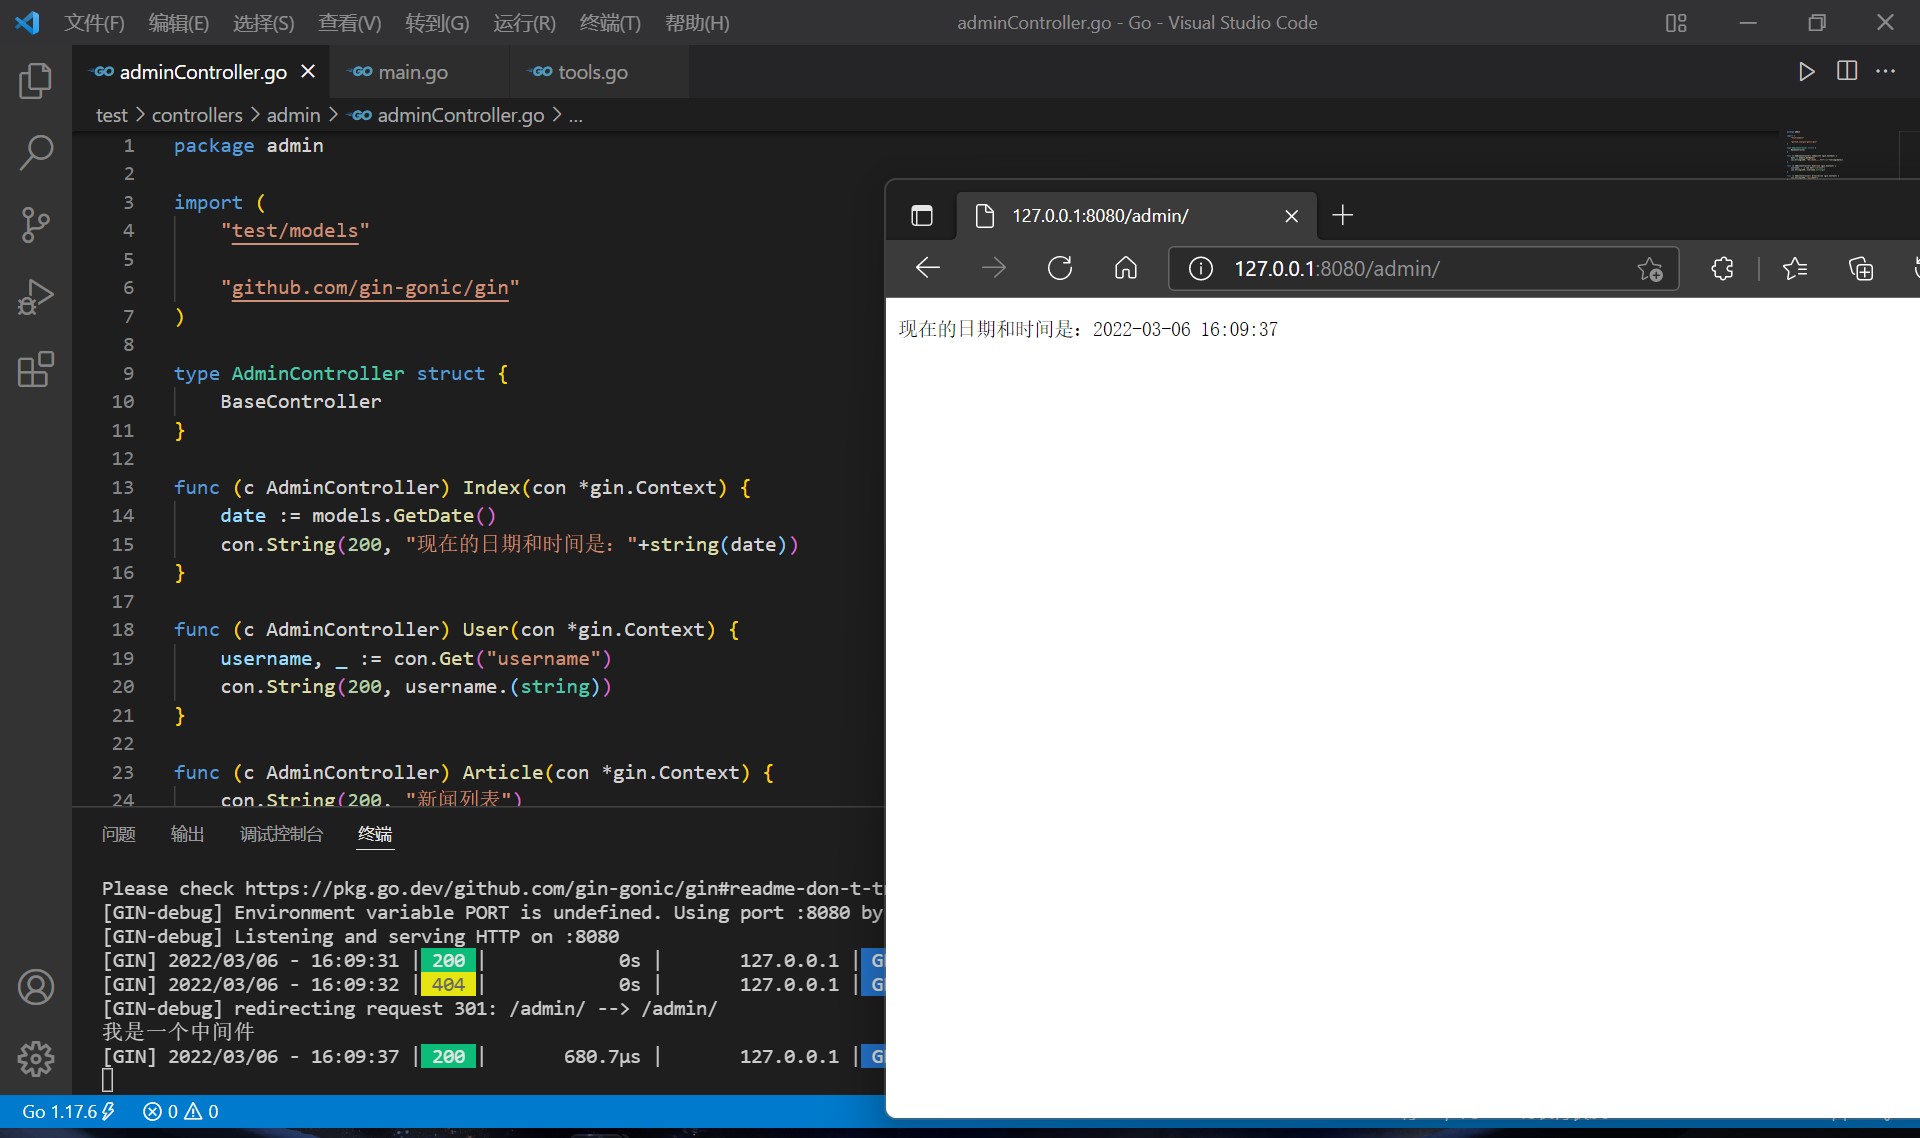 文件(F) 编辑(E) 选择(S) 查看(V) 转到(G) 运行(R) 终端(T) 帮助(H) adminController.go - Go - Visual Studio Code
GO adminController.go GO main.go GO tools.go
test > controllers > admin > GO adminController.go > ...
1 package admin
2
3 import (
4 "test/models"
5
6 "github.com/gin-gonic/gin"
7 )
8
9 type AdminController struct {
10 BaseController
11 }
12
13 func (c AdminController) Index(con *gin.Context) {
14 date := models.GetDate()
15 con.String(200, "现在的日期和时间是："+string(date))
16 }
17
18 func (c AdminController) User(con *gin.Context) {
19 username, _ := con.Get("username")
20 con.String(200, username.(string))
21 }
22
23 func (c AdminController) Article(con *gin.Context) {
24 con.String(200, "新闻列表")
127.0.0.1:8080/admin/
127.0.0.1:8080/admin/
现在的日期和时间是：2022-03-06 16:09:37
问题 输出 调试控制台 终端
Please check https://pkg.go.dev/github.com/gin-gonic/gin#readme-don-t-t
[GIN-debug] Environment variable PORT is undefined. Using port :8080 by
[GIN-debug] Listening and serving HTTP on :8080
[GIN] 2022/03/06 - 16:09:31 | 200 | 0s | 127.0.0.1 | G
[GIN] 2022/03/06 - 16:09:32 | 404 | 0s | 127.0.0.1 | G
[GIN-debug] redirecting request 301: /admin/ --> /admin/
我是一个中间件
[GIN] 2022/03/06 - 16:09:37 | 200 | 680.7µs | 127.0.0.1 | G
Go 1.17.6 0 0